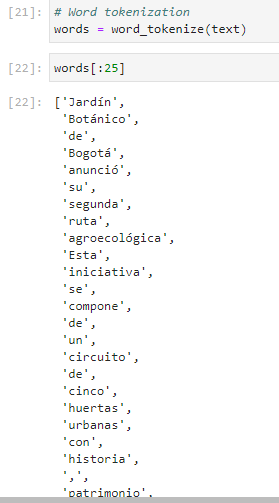 [21]: # Word tokenization
words = word_tokenize(text)
[22]: words[:25]
[22]: ['Jardín',
'Botánico',
'de',
'Bogotá',
'anunció',
'su',
'segunda',
'ruta',
'agroecológica',
'Esta',
'iniciativa',
'se',
'compone',
'de',
'un',
'circuito',
'de',
'cinco',
'huertas',
'urbanas',
'con',
'historia',
',',
'patrimonio',